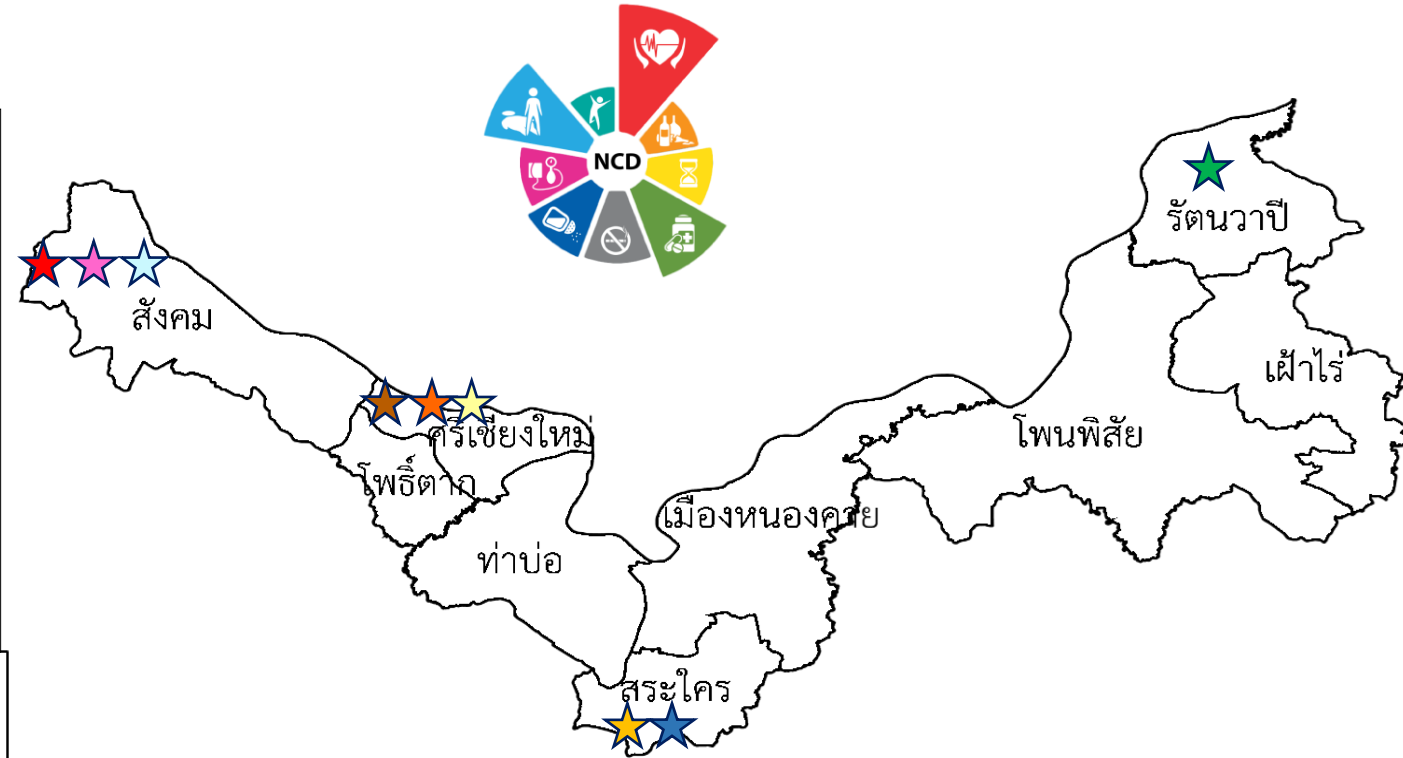 NCD
รัตนวาปี
สังคม
เฝ้าไร่
ศรีเชียงใหม่
โพนพิสัย
โพธิ์ตาก
เมืองหนองคาย
ท่าบ่อ
สระใคร